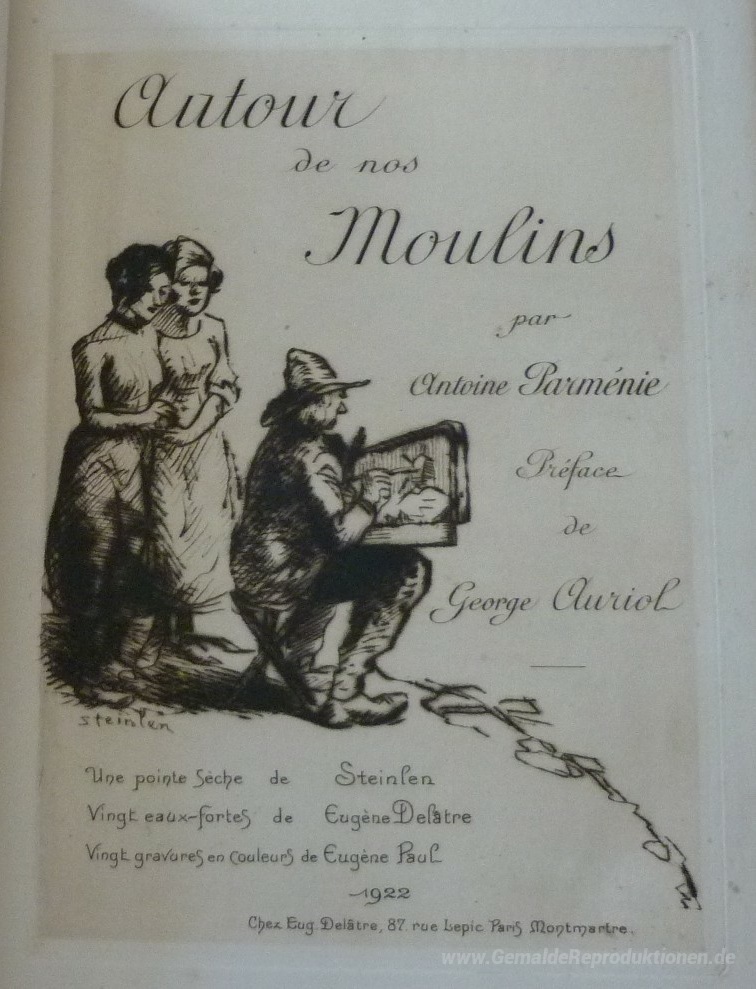 Autour
de nos
Moulins
par
Antoine Parménie
Préface
de
George Auriol
steinlen
Une pointe sèche de Steinlen
Vingt eaux-fortes de Eugène Delâtre
Vingt gravures en couleurs de Eugène Paul
1922
Chez Eug. Delâtre, 87. rue Lepic Paris Montmartre.
www.GemaldeReproduktionen.de